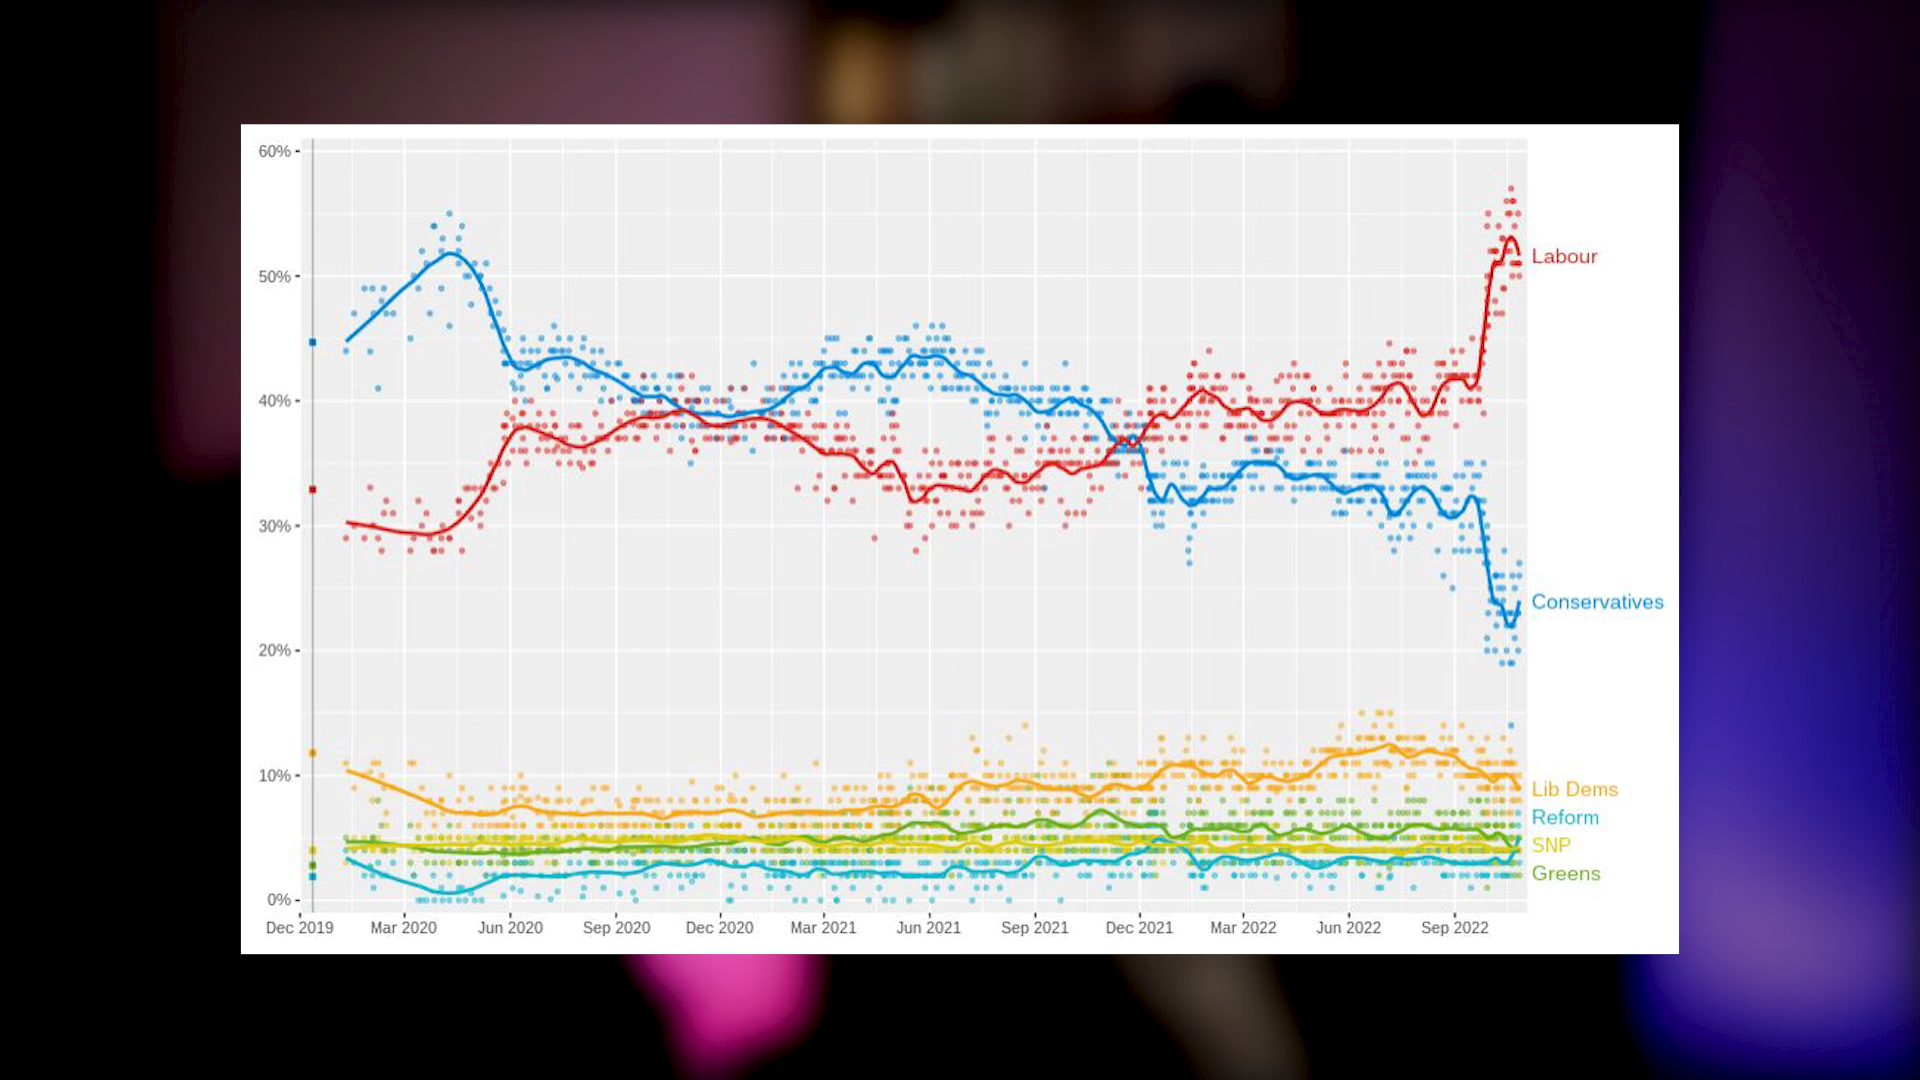 60%
50%
40%
30%
20%
10%
0%
Labour
Conservatives
Lib Dems
Reform
SNP
Greens
Dec 2019 Mar 2020 Jun 2020 Sep 2020 Dec 2020 Mar 2021 Jun 2021 Sep 2021 Dec 2021 Mar 2022 Jun 2022 Sep 2022